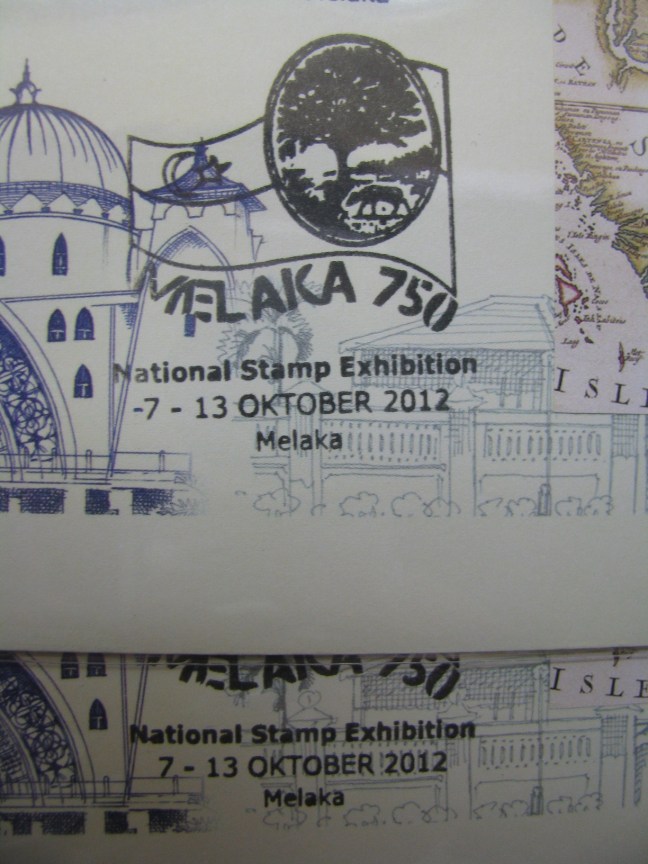 MELAKA 750
National Stamp Exhibition
-7 - 13 OKTOBER 2012
Melaka
ISLE
MELAKA 750
National Stamp Exhibition
7 - 13 OKTOBER 2012
Melaka
ISLE